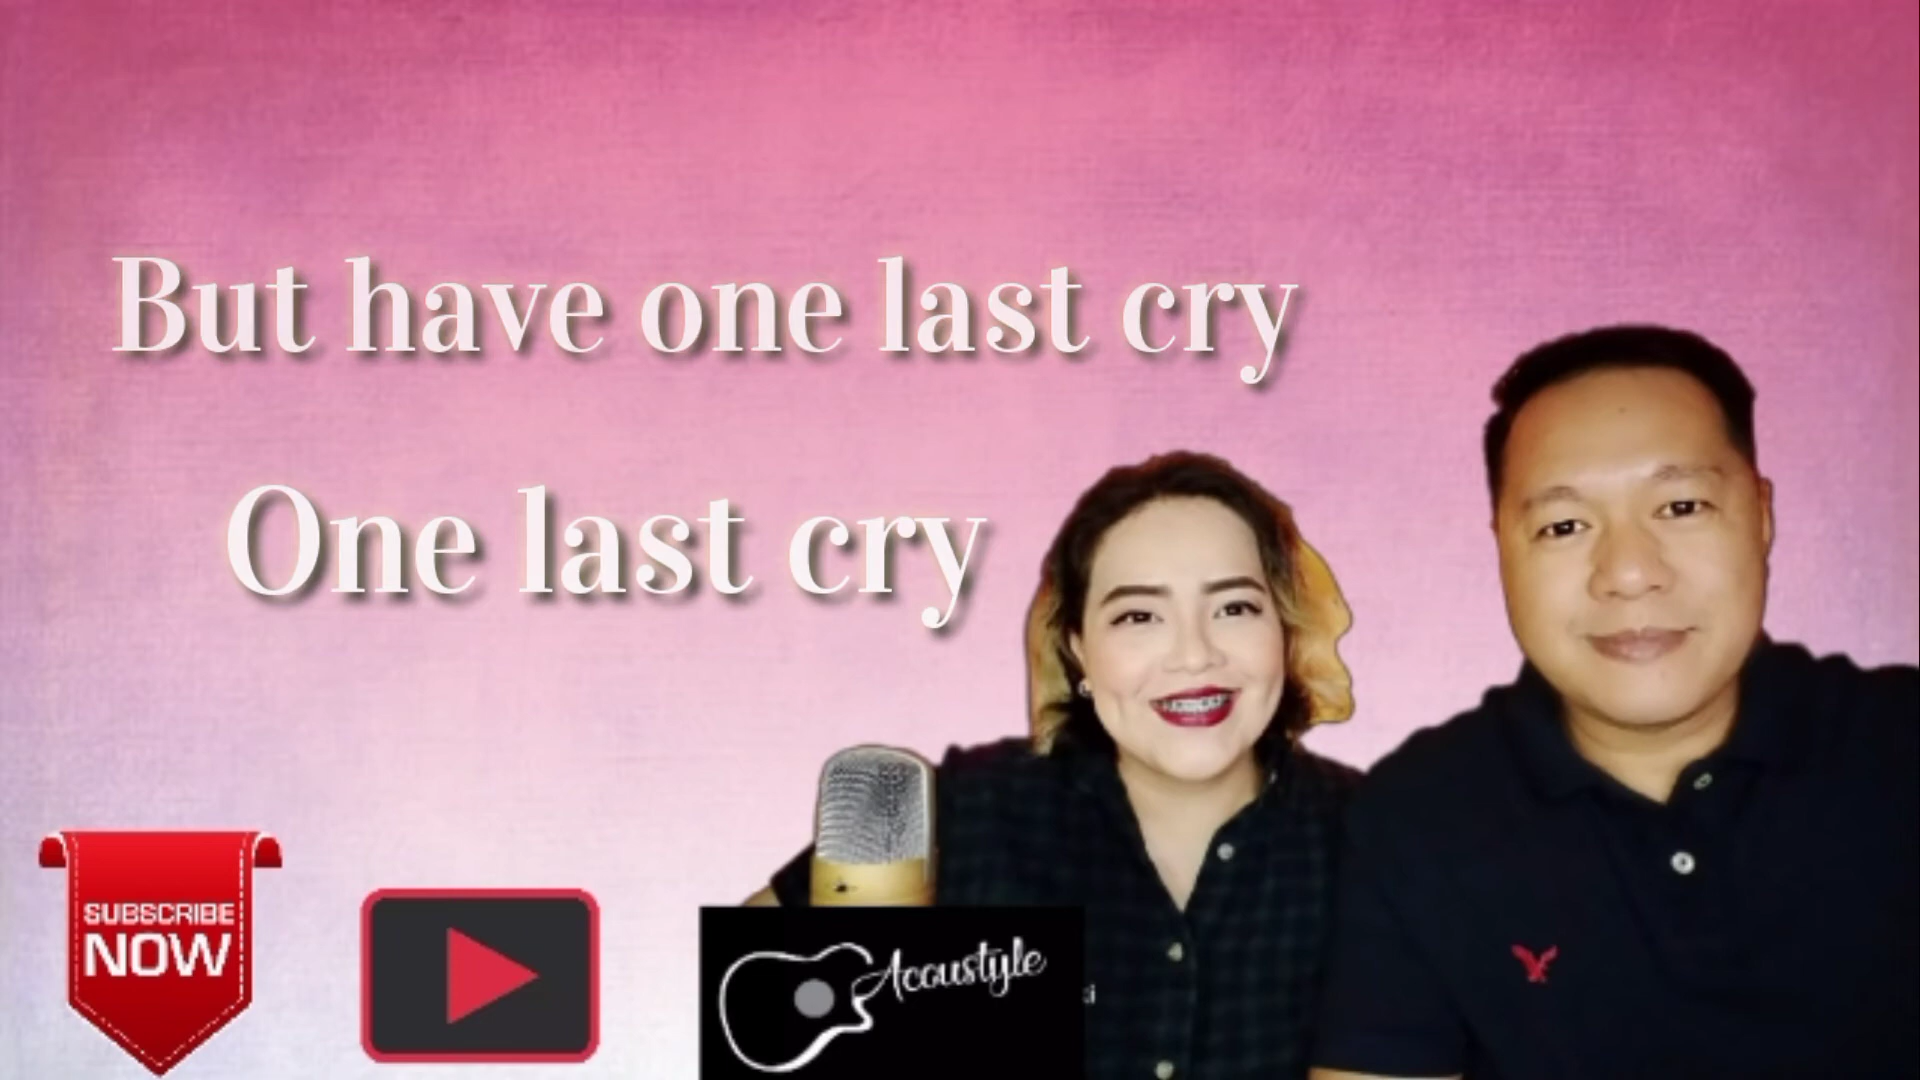 But have one last cry
One last cry
SUBSCRIBE
NOW
Acoustyle